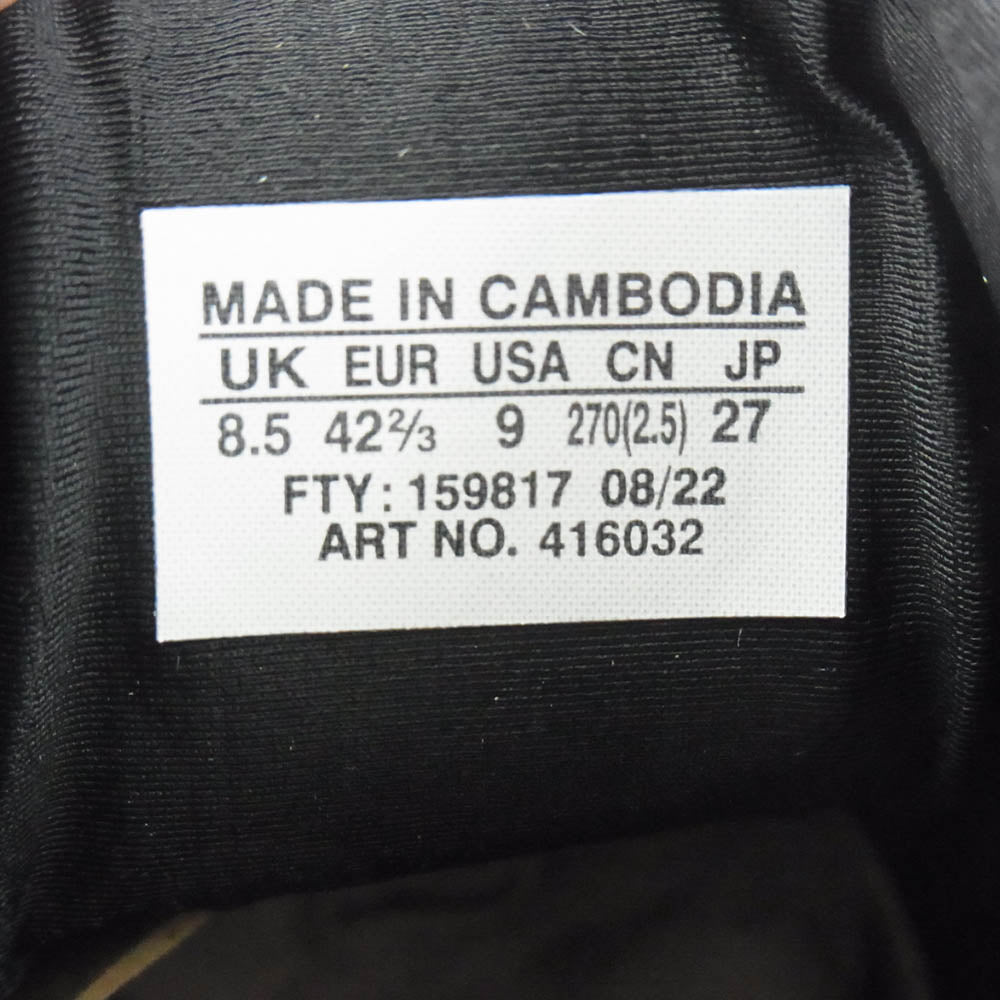 MADE IN CAMBODIA
UK EUR USA CN JP
8.5 42⅔ 9 270(2.5) 27
FTY: 159817 08/22
ART NO. 416032